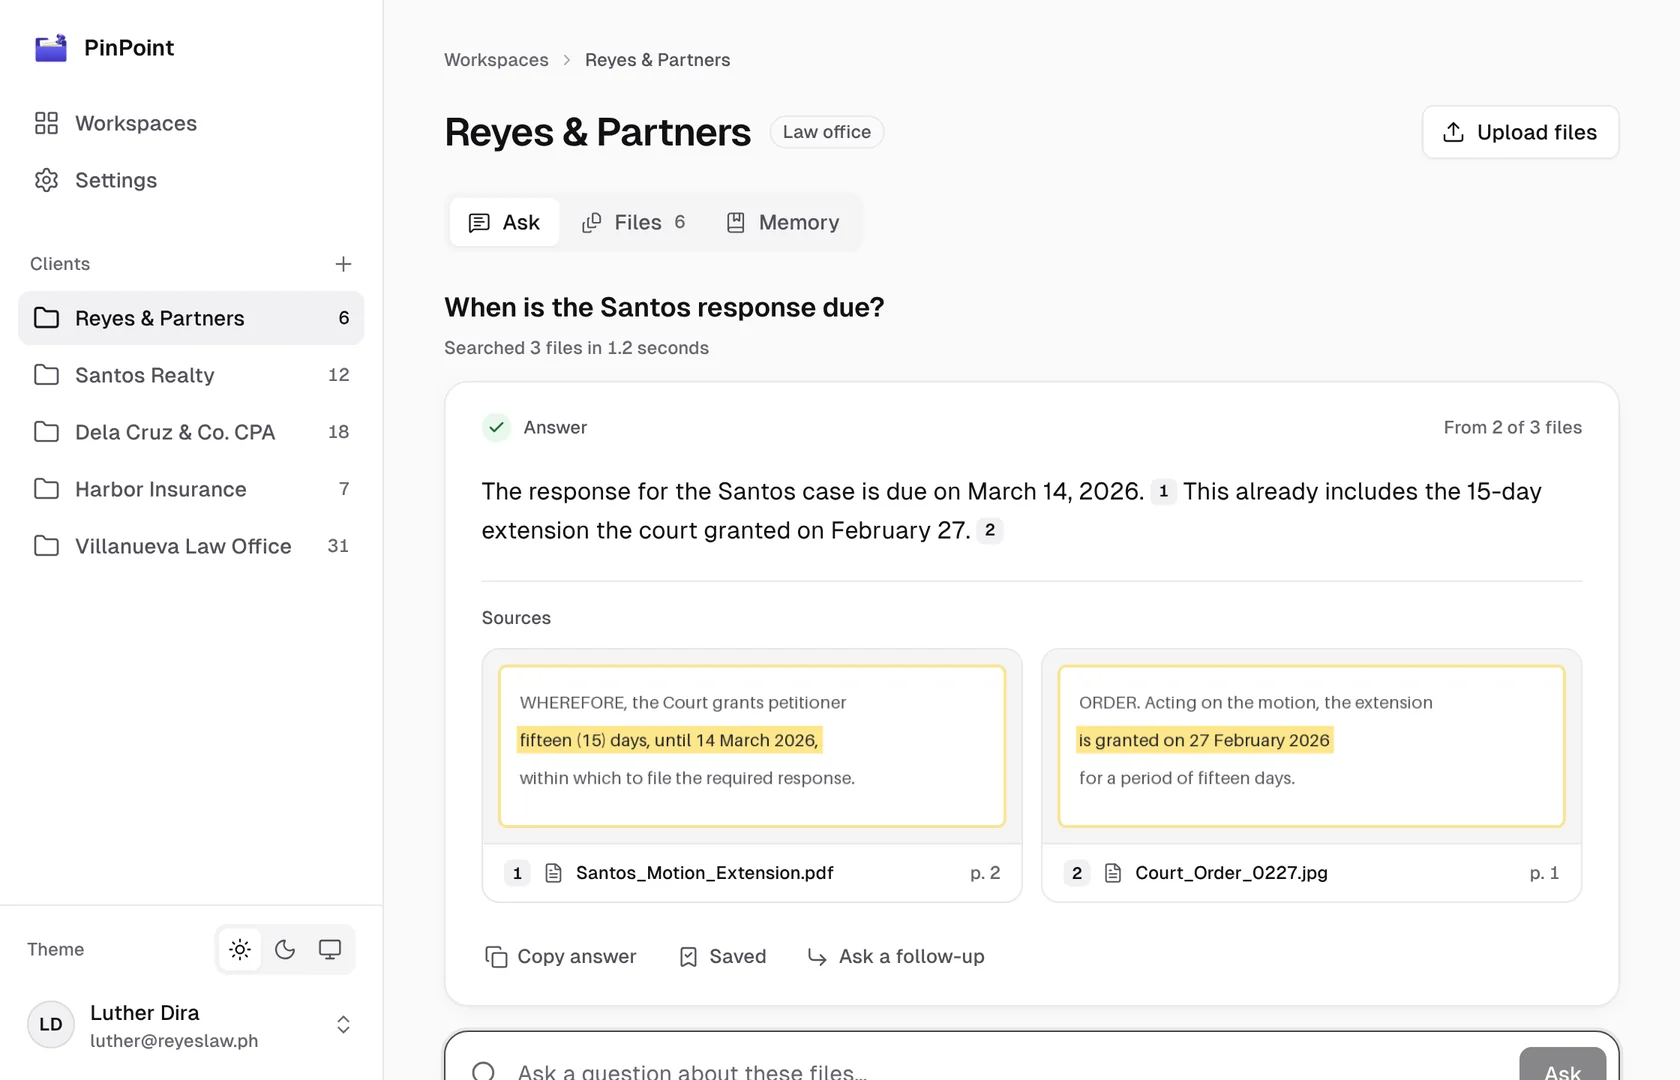 PinPoint
Workspaces
Settings
Clients
Reyes & Partners 6
Santos Realty 12
Dela Cruz & Co. CPA 18
Harbor Insurance 7
Villanueva Law Office 31
Theme
LD
Luther Dira
luther@reyeslaw.ph
Workspaces > Reyes & Partners
Reyes & Partners Law office
Upload files
Ask Files 6 Memory
When is the Santos response due?
Searched 3 files in 1.2 seconds
Answer From 2 of 3 files
The response for the Santos case is due on March 14, 2026. 1 This already includes the 15-day
extension the court granted on February 27. 2
Sources
WHEREFORE, the Court grants petitioner
fifteen (15) days, until 14 March 2026,
within which to file the required response.
1 Santos_Motion_Extension.pdf p. 2
ORDER. Acting on the motion, the extension
is granted on 27 February 2026
for a period of fifteen days.
2 Court_Order_0227.jpg p. 1
Copy answer Saved Ask a follow-up
Ask a question about these files... Ask